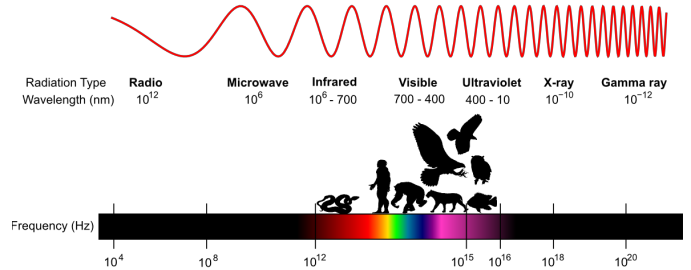 Radiation Type Radio Microwave Infrared Visible Ultraviolet X-ray Gamma ray
Wavelength (nm) 10¹² 10⁶ 10⁶ - 700 700 - 400 400 - 10 10⁻¹⁰ 10⁻¹²
Frequency (Hz)
10⁴ 10⁸ 10¹² 10¹⁵ 10¹⁶ 10¹⁸ 10²⁰